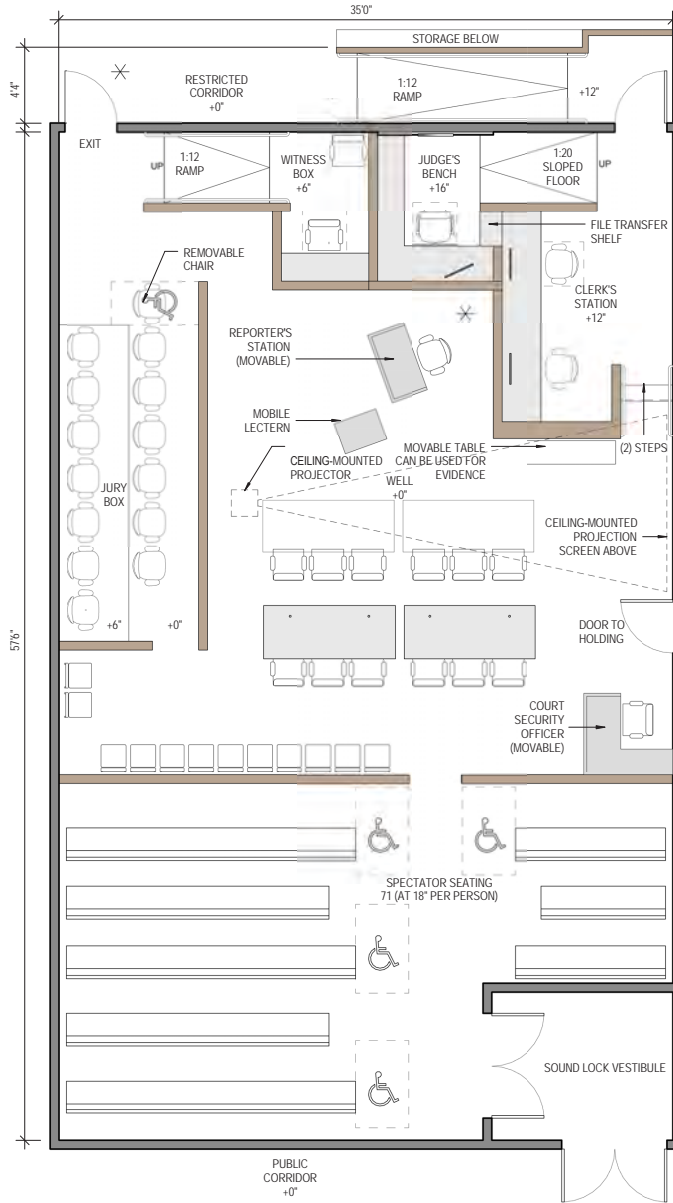 35'0"
STORAGE BELOW
4'4"
RESTRICTED
CORRIDOR
+0"
1:12
RAMP
+12"
EXIT
UP
1:12
RAMP
WITNESS
BOX
+6"
JUDGE'S
BENCH
+16"
1:20
SLOPED
FLOOR
UP
FILE TRANSFER
SHELF
REMOVABLE
CHAIR
CLERK'S
STATION
+12"
REPORTER'S
STATION
(MOVABLE)
MOBILE
LECTERN
CEILING-MOUNTED
PROJECTOR
MOVABLE TABLE
CAN BE USED FOR
EVIDENCE
(2) STEPS
WELL
+0"
JURY
BOX
CEILING-MOUNTED
PROJECTION
SCREEN ABOVE
57'6"
+6"
+0"
DOOR TO
HOLDING
COURT
SECURITY
OFFICER
(MOVABLE)
SPECTATOR SEATING
71 (AT 18" PER PERSON)
SOUND LOCK VESTIBULE
PUBLIC
CORRIDOR
+0"